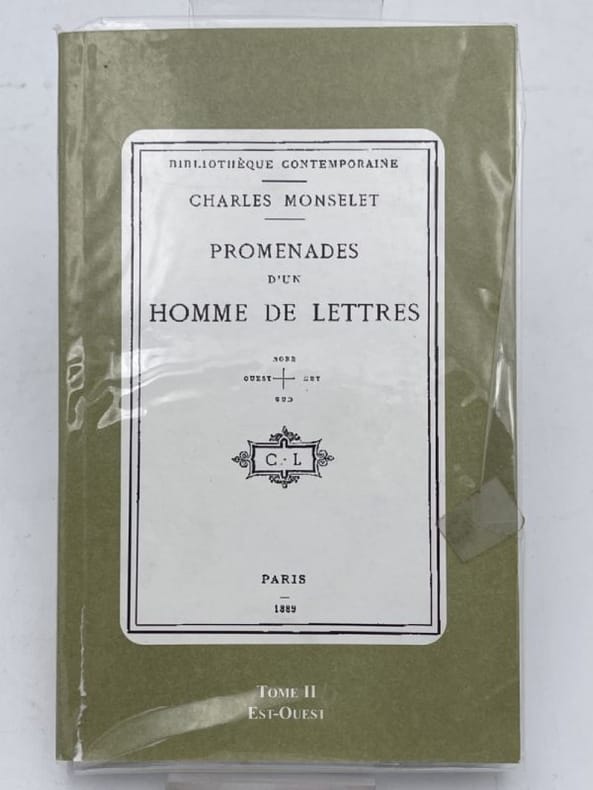 BIBLIOTHÈQUE CONTEMPORAINE
CHARLES MONSELET
PROMENADES
D'UN
HOMME DE LETTRES
NORD
OUEST EST
SUD
C.-L
PARIS
1889
TOME II
EST-OUEST